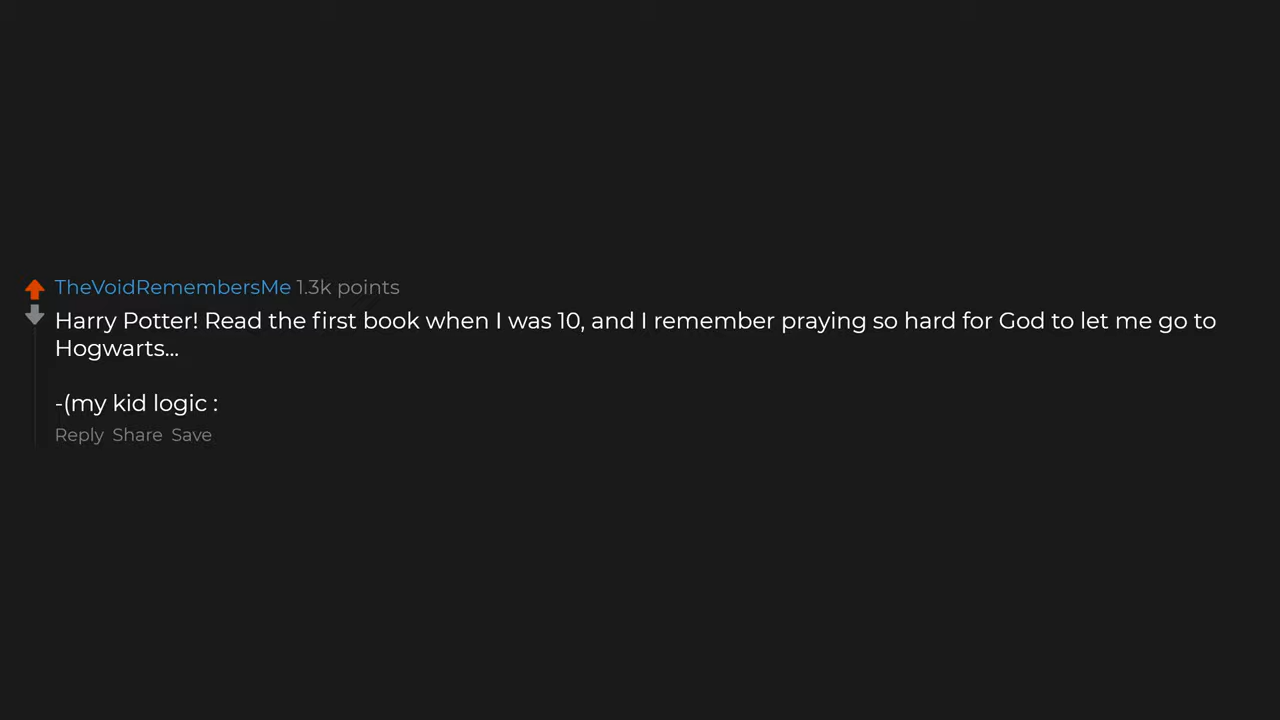 TheVoidRemembersMe 1.3k points
Harry Potter! Read the first book when I was 10, and I remember praying so hard for God to let me go to
Hogwarts...
-(my kid logic :
Reply Share Save